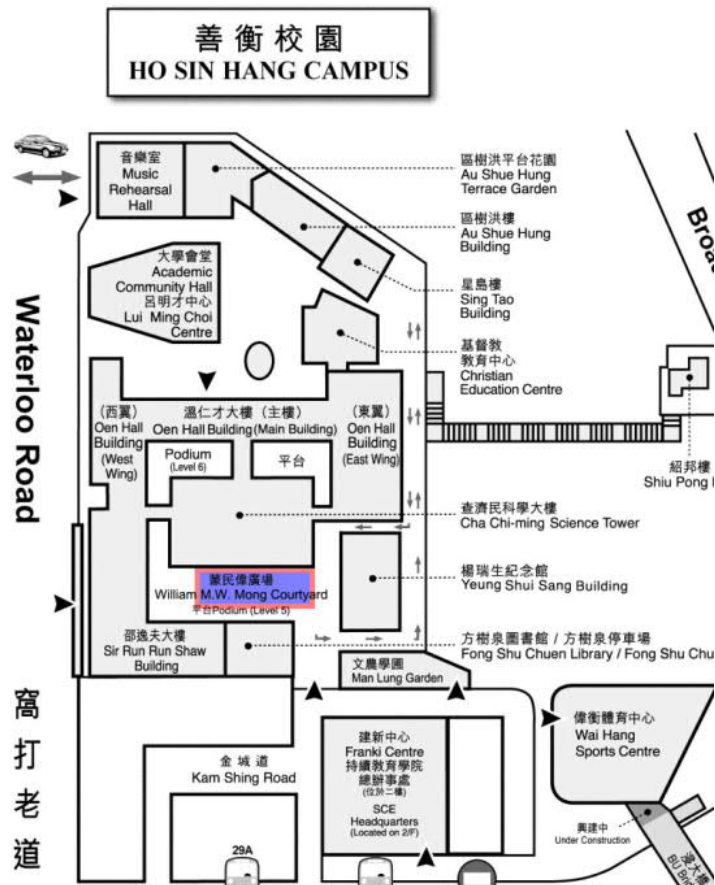 善衡校園
HO SIN HANG CAMPUS
音樂室
Music
Rehearsal
Hall
區樹洪平台花園
Au Shue Hung
Terrace Garden
區樹洪樓
Au Shue Hung
Building
星島樓
Sing Tao
Building
基督敎
敎育中心
Christian
Education Centre
大學會堂
Academic
Community Hall
呂明才中心
Lui Ming Choi
Centre
Waterloo Road
(西翼)
Oen Hall
Building
(West
Wing)
溫仁才大樓(主樓)
Oen Hall Building (Main Building)
(東翼)
Oen Hall
Building
(East Wing)
Podium
(Level 6)
平台
紹邦樓
Shiu Pong
查濟民科學大樓
Cha Chi-ming Science Tower
蒙民偉廣場
William M.W. Mong Courtyard
平台Podium (Level 5)
楊瑞生紀念館
Yeung Shui Sang Building
邵逸夫大樓
Sir Run Run Shaw
Building
方樹泉圖書館 / 方樹泉停車場
Fong Shu Chuen Library / Fong Shu
文農學圃
Man Lung Garden
窩打老道
金城道
Kam Shing Road
建新中心
Franki Centre
持續敎育學院
總辦事處
(位於二樓)
SCE
Headquarters
(Located on 2/F)
偉衡體育中心
Wai Hang
Sports Centre
興建中
Under Construction
29A
浸大
BU